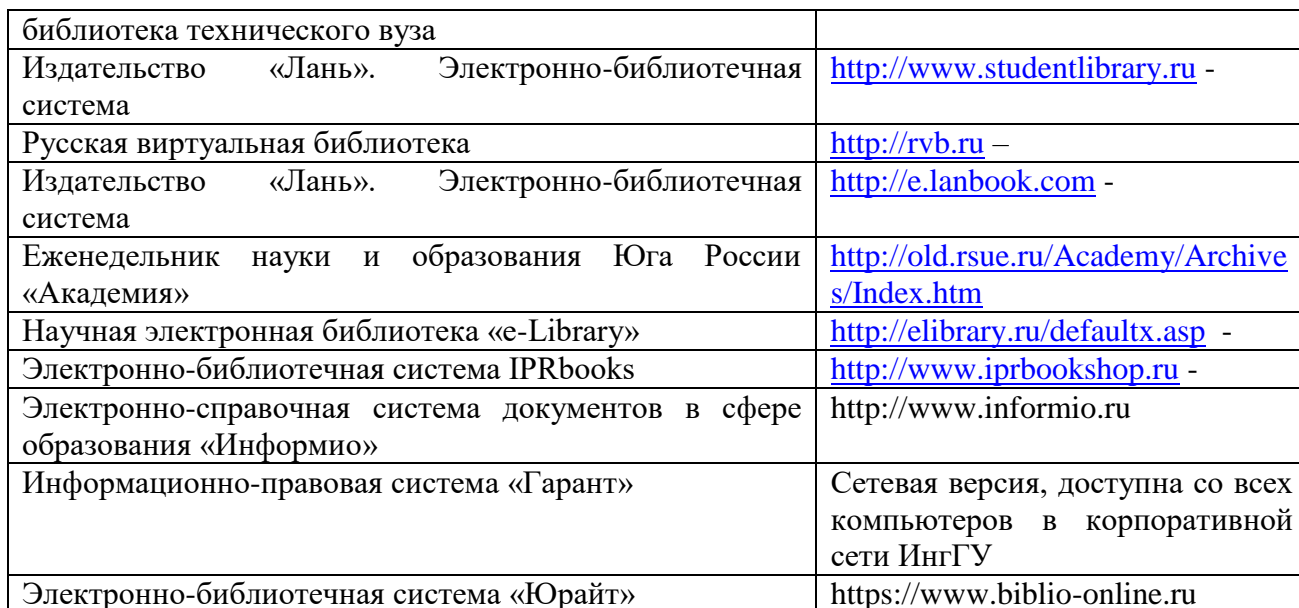 библиотека технического вуза
Издательство «Лань». Электронно-библиотечная http://www.studentlibrary.ru -
система
Русская виртуальная библиотека http://rvb.ru –
Издательство «Лань». Электронно-библиотечная http://e.lanbook.com -
система
Еженедельник науки и образования Юга России http://old.rsue.ru/Academy/Archive
«Академия» s/Index.htm
Научная электронная библиотека «e-Library» http://elibrary.ru/defaultx.asp -
Электронно-библиотечная система IPRbooks http://www.iprbookshop.ru -
Электронно-справочная система документов в сфере http://www.informio.ru
образования «Информио»
Информационно-правовая система «Гарант» Сетевая версия, доступна со всех
компьютеров в корпоративной
сети ИнгГУ
Электронно-библиотечная система «Юрайт» https://www.biblio-online.ru